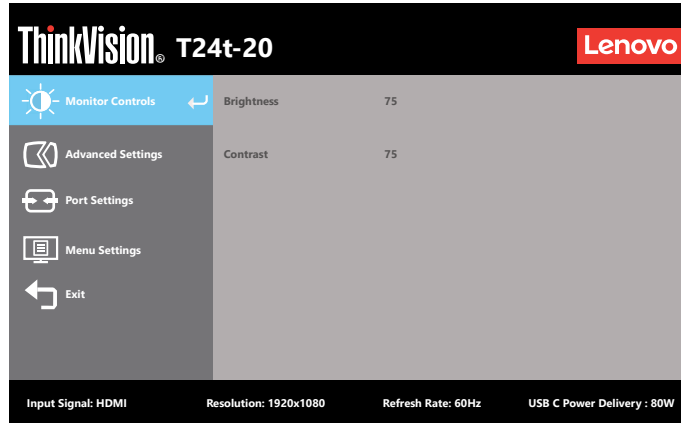 ThinkVision® T24t-20
Lenovo
Monitor Controls
Brightness 75
Advanced Settings
Contrast 75
Port Settings
Menu Settings
Exit
Input Signal: HDMI Resolution: 1920x1080 Refresh Rate: 60Hz USB C Power Delivery : 80W